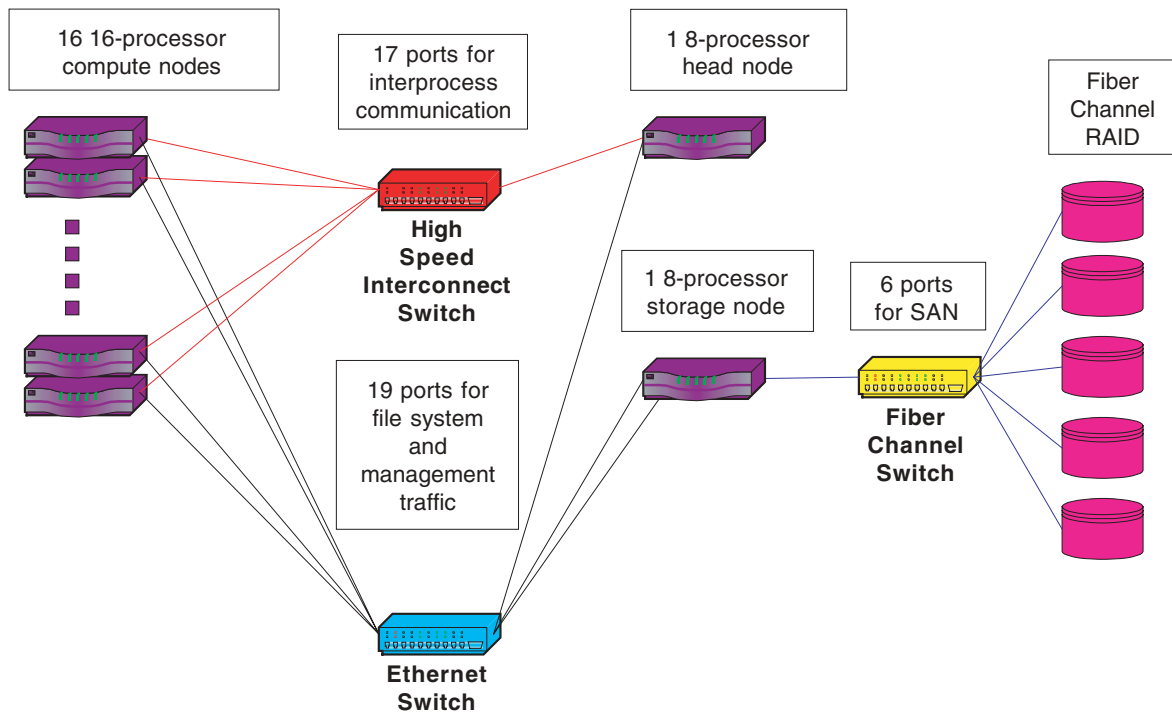 16 16-processor
compute nodes
17 ports for
interprocess
communication
1 8-processor
head node
Fiber
Channel
RAID
High
Speed
Interconnect
Switch
1 8-processor
storage node
6 ports
for SAN
19 ports for
file system
and
management
traffic
Fiber
Channel
Switch
Ethernet
Switch